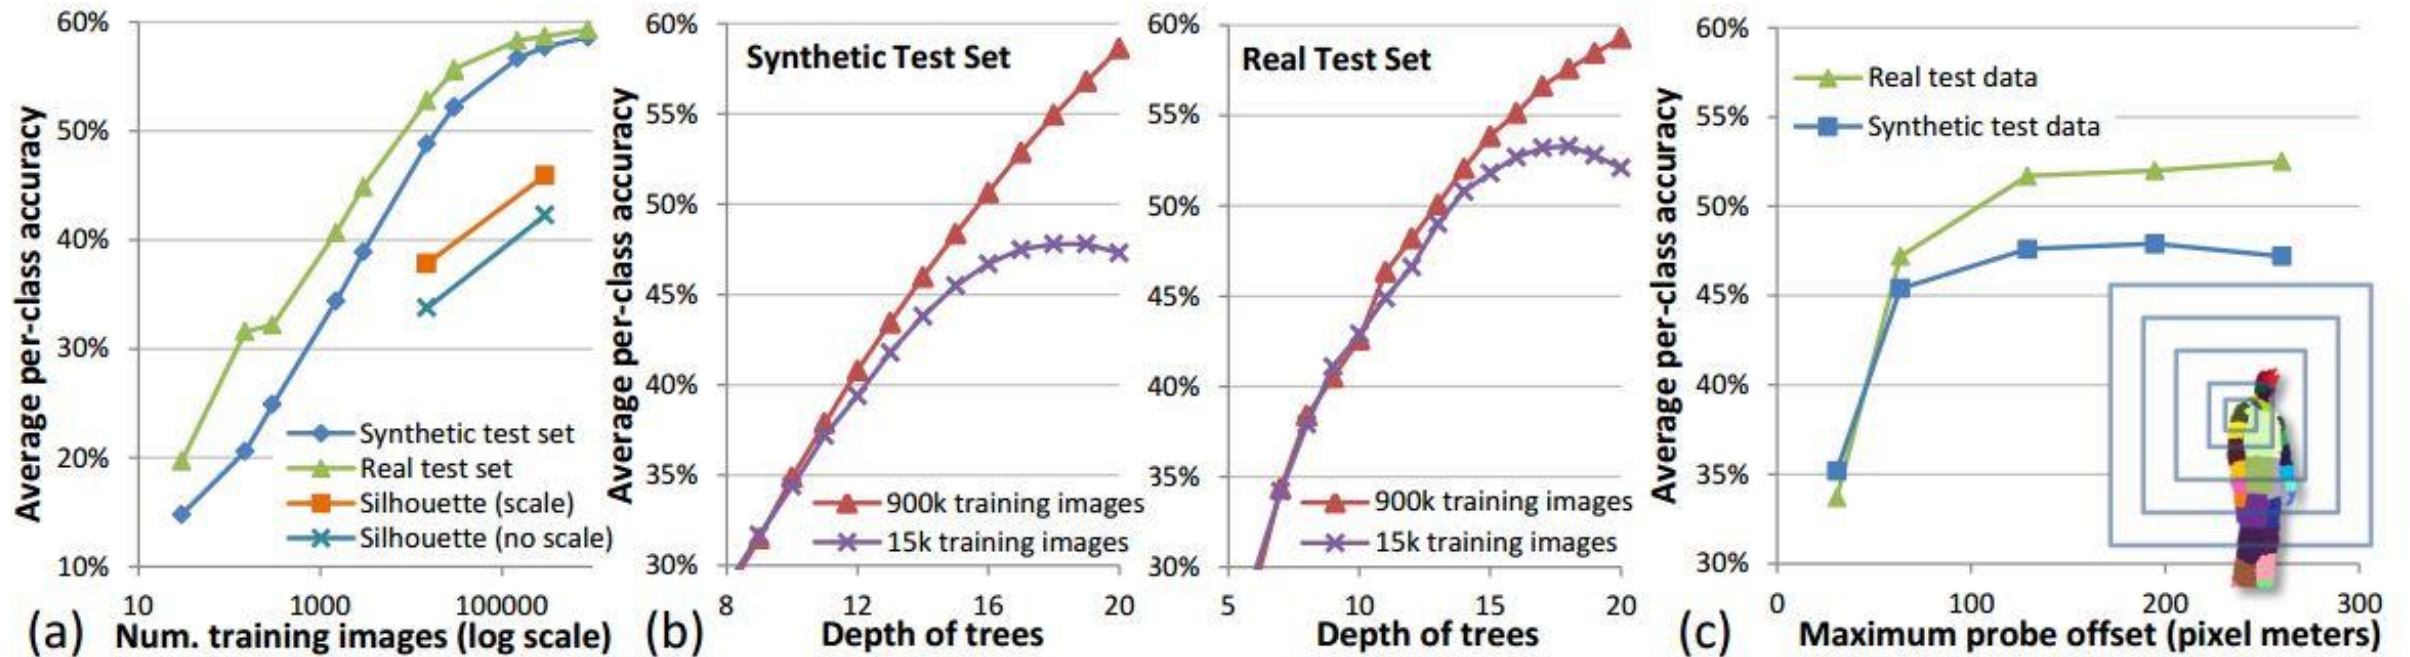 Average per-class accuracy
60%
50%
40%
30%
20%
10%
10
1000
100000
Synthetic test set
Real test set
Silhouette (scale)
Silhouette (no scale)
(a) Num. training images (log scale)
Average per-class accuracy
60%
55%
50%
45%
40%
35%
30%
Synthetic Test Set
900k training images
15k training images
8
12
16
20
(b) Depth of trees
60%
55%
50%
45%
40%
35%
30%
Real Test Set
900k training images
15k training images
5
10
15
20
Depth of trees
Average per-class accuracy
60%
55%
50%
45%
40%
35%
30%
Real test data
Synthetic test data
0
100
200
300
(c) Maximum probe offset (pixel meters)